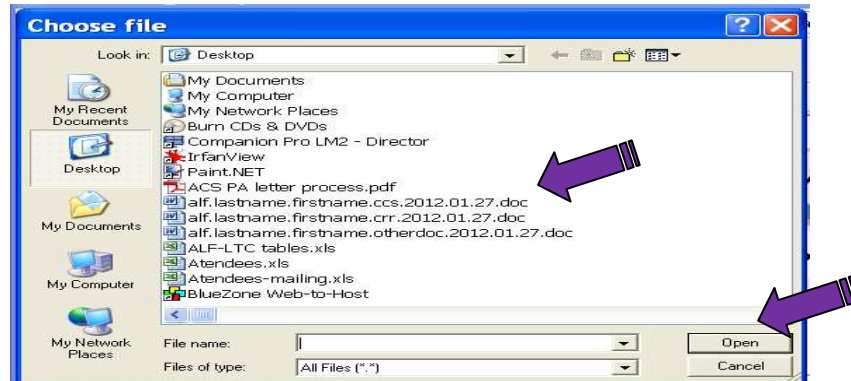 Choose file
Look in: Desktop
My Recent Documents
Desktop
My Documents
My Computer
My Network Places
My Documents
My Computer
My Network Places
Burn CDs & DVDs
Companion Pro LM2 - Director
IrfanView
Paint.NET
ACS PA letter process.pdf
alf.lastname.firstname.ccs.2012.01.27.doc
alf.lastname.firstname.crr.2012.01.27.doc
alf.lastname.firstname.otherdoc.2012.01.27.doc
ALF-LTC tables.xls
Atendees.xls
Atendees-mailing.xls
BlueZone Web-to-Host
File name:
Open
Files of type: All Files (*.*)
Cancel